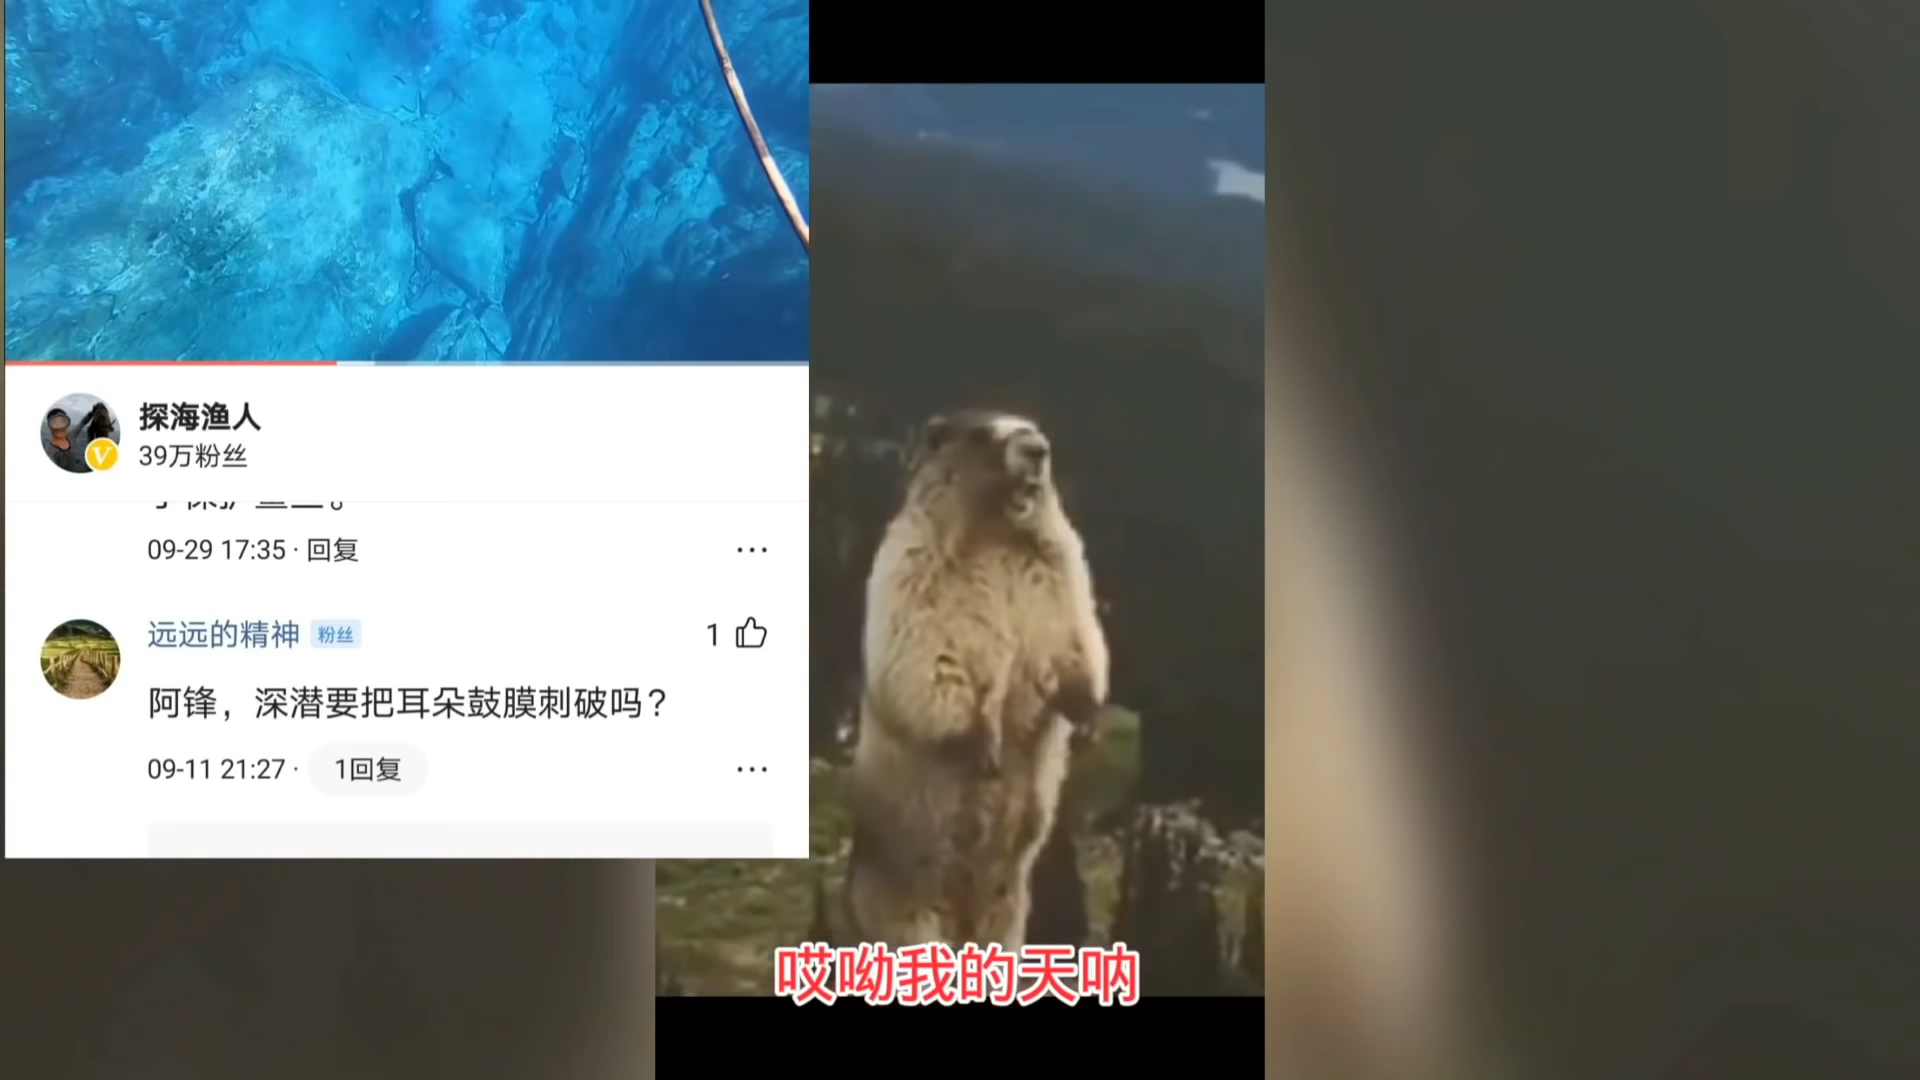 探海渔人
39万粉丝
09-29 17:35 · 回复
远远的精神 粉丝
1
阿锋，深潜要把耳朵鼓膜刺破吗？
09-11 21:27 · 1回复
哎呦我的天呐